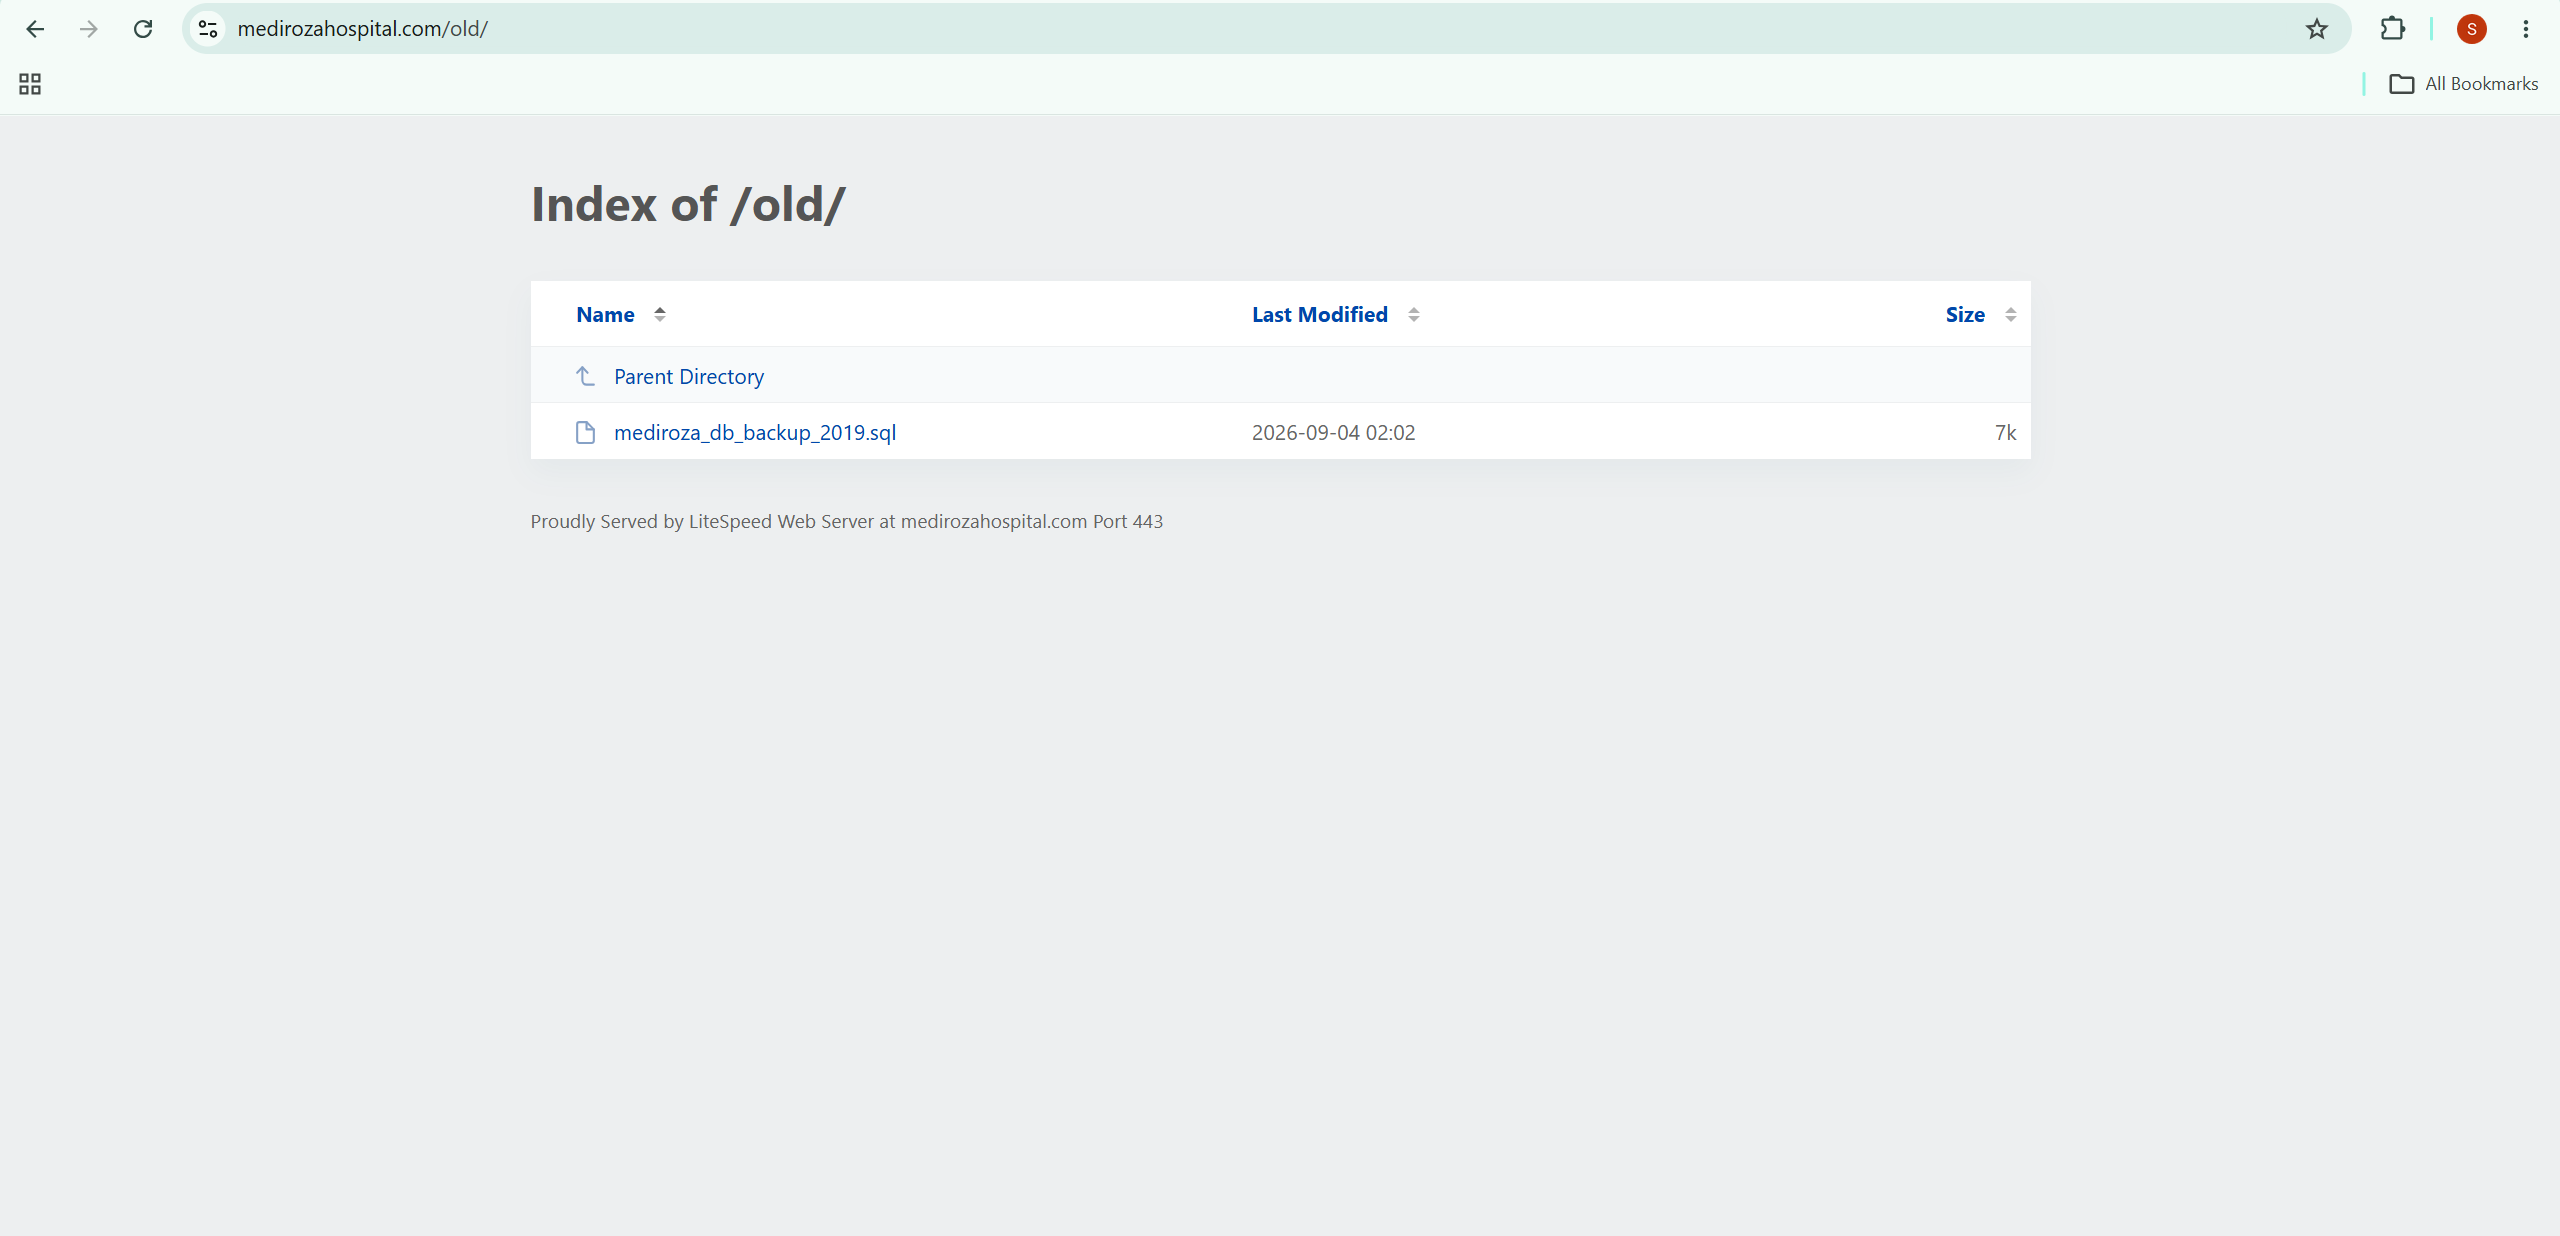 medirozahospital.com/old/
S
All Bookmarks
Index of /old/
Name Last Modified Size
Parent Directory
mediroza_db_backup_2019.sql 2026-09-04 02:02 7k
Proudly Served by LiteSpeed Web Server at medirozahospital.com Port 443